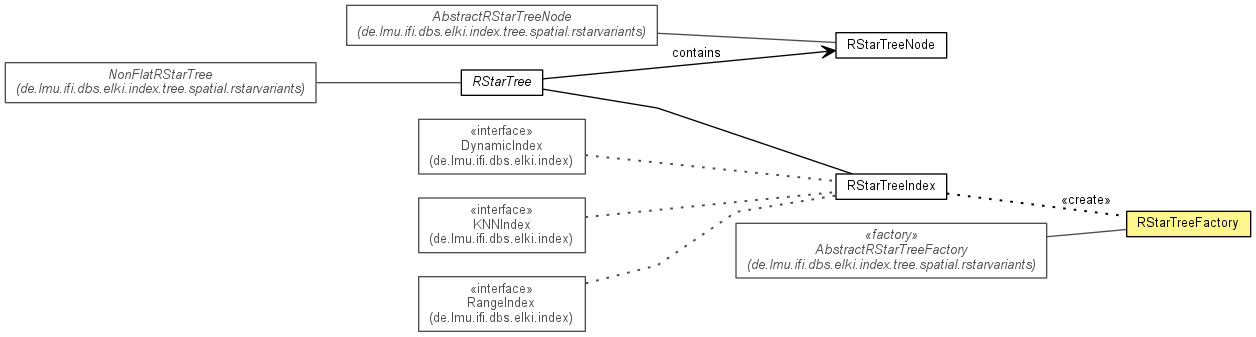 AbstractRStarTreeNode
(de.lmu.ifi.dbs.elki.index.tree.spatial.rstarvariants)
RStarTreeNode
contains
NonFlatRStarTree
(de.lmu.ifi.dbs.elki.index.tree.spatial.rstarvariants)
RStarTree
«interface»
DynamicIndex
(de.lmu.ifi.dbs.elki.index)
RStarTreeIndex
«create»
«interface»
KNNIndex
(de.lmu.ifi.dbs.elki.index)
RStarTreeFactory
«factory»
AbstractRStarTreeFactory
(de.lmu.ifi.dbs.elki.index.tree.spatial.rstarvariants)
«interface»
RangeIndex
(de.lmu.ifi.dbs.elki.index)